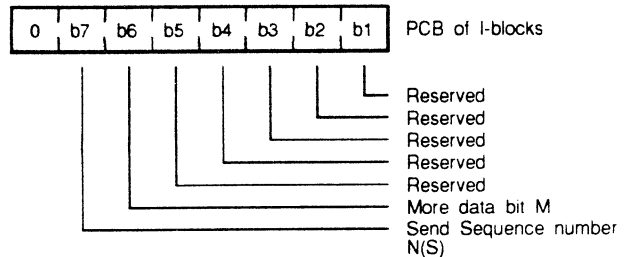 0 b7 b6 b5 b4 b3 b2 b1 PCB of I-blocks
Reserved
Reserved
Reserved
Reserved
Reserved
More data bit M
Send Sequence number
N(S)